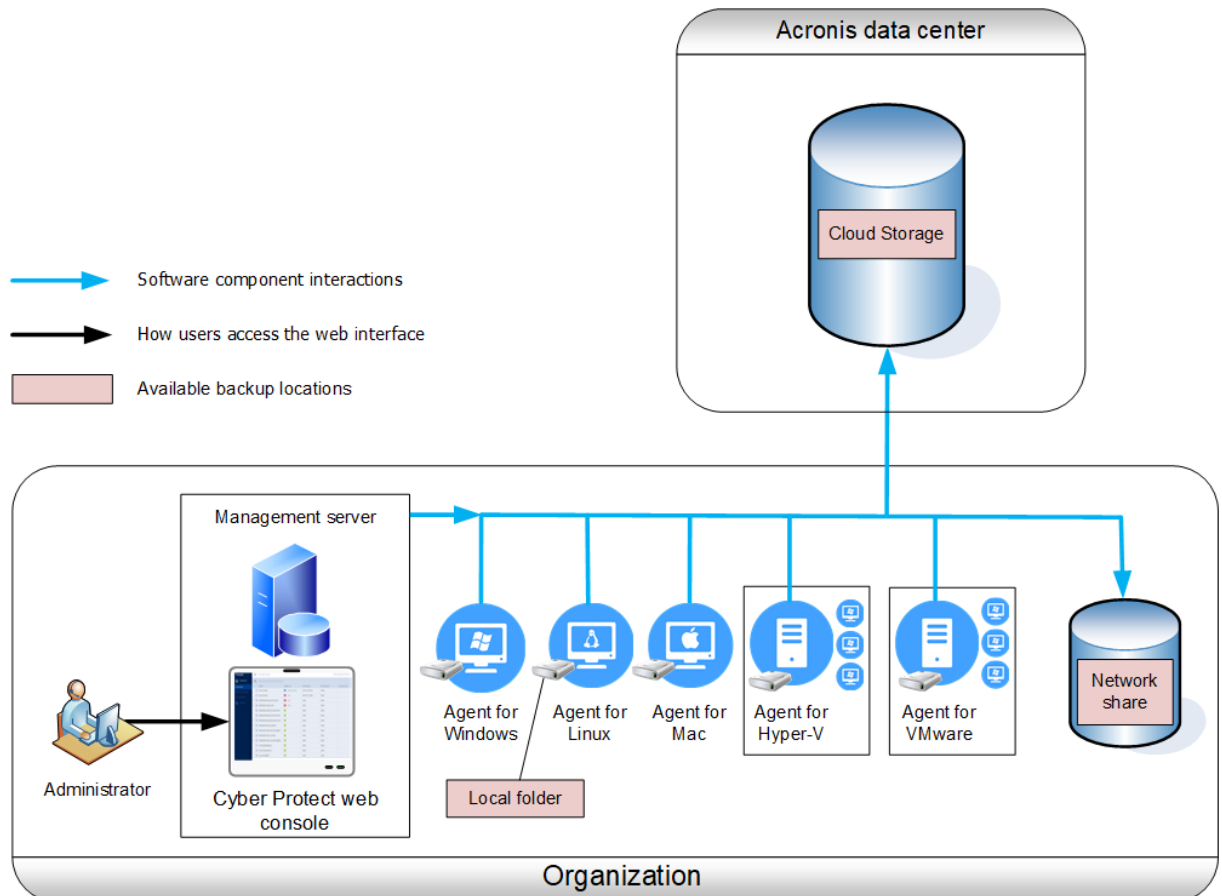 Acronis data center
Cloud Storage
Software component interactions
How users access the web interface
Available backup locations
Management server
Agent for
Windows
Agent for
Linux
Agent for
Mac
Agent for
Hyper-V
Agent for
VMware
Network
share
Local folder
Administrator
Cyber Protect web
console
Organization